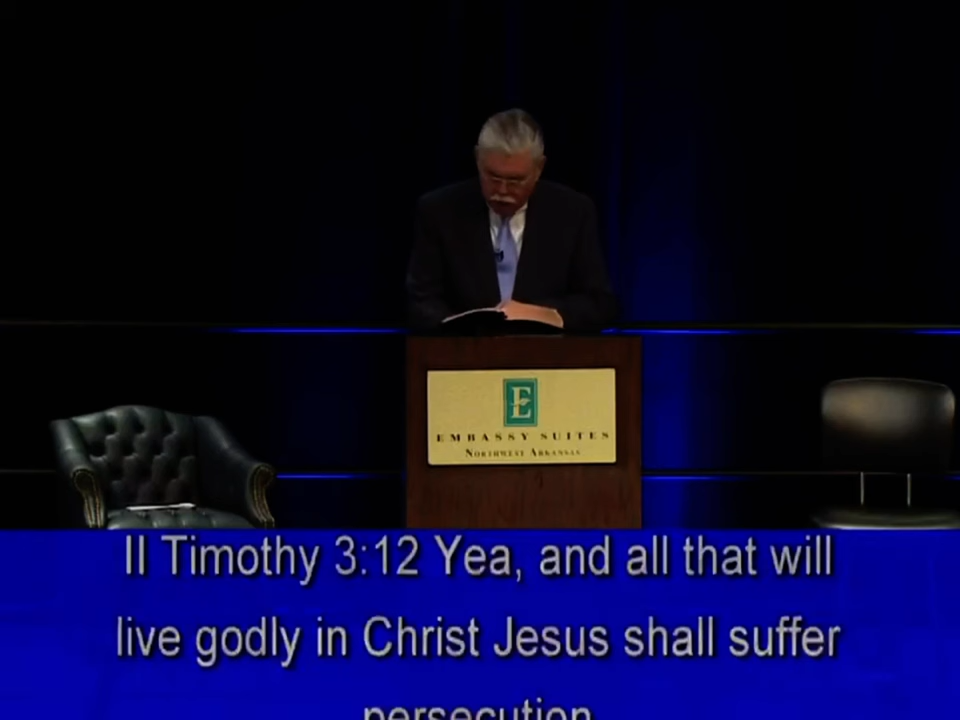 E
EMBASSY SUITES
NORTHWEST ARKANSAS
II Timothy 3:12 Yea, and all that will
live godly in Christ Jesus shall suffer
persecution